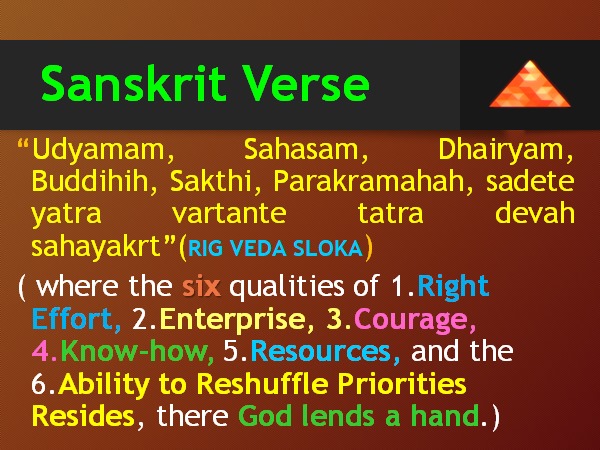 Sanskrit Verse
“Udyamam, Sahasam, Dhairyam,
Buddihih, Sakthi, Parakramahah, sadete
yatra vartante tatra devah
sahayakrt”(RIG VEDA SLOKA)
( where the six qualities of 1.Right
Effort, 2.Enterprise, 3.Courage,
4.Know-how, 5.Resources, and the
6.Ability to Reshuffle Priorities
Resides, there God lends a hand.)